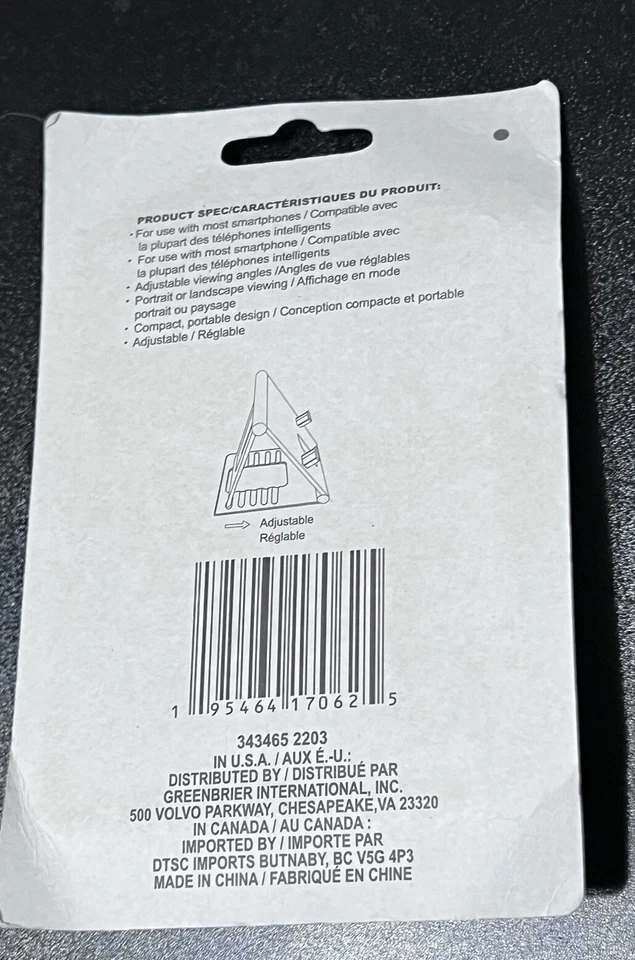 PRODUCT SPEC/CARACTÉRISTIQUES DU PRODUIT:
• For use with most smartphones / Compatible avec
la plupart des téléphones intelligents
• For use with most smartphone / Compatible avec
la plupart des téléphones intelligents
• Adjustable viewing angles /Angles de vue réglables
• Portrait or landscape viewing / Affichage en mode
portrait ou paysage
• Compact, portable design / Conception compacte et portable
• Adjustable / Réglable
Adjustable
Réglable
1 95464 17062 5
343465 2203
IN U.S.A. / AUX É.-U.:
DISTRIBUTED BY / DISTRIBUÉ PAR
GREENBRIER INTERNATIONAL, INC.
500 VOLVO PARKWAY, CHESAPEAKE,VA 23320
IN CANADA / AU CANADA :
IMPORTED BY / IMPORTE PAR
DTSC IMPORTS BUTNABY, BC V5G 4P3
MADE IN CHINA / FABRIQUÉ EN CHINE